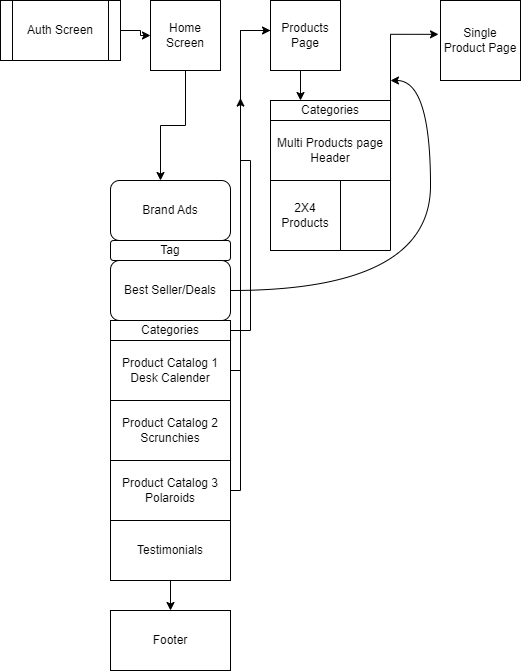 Auth Screen
Home
Screen
Products
Page
Single
Product Page
Categories
Multi Products page
Header
2X4
Products
Brand Ads
Tag
Best Seller/Deals
Categories
Product Catalog 1
Desk Calender
Product Catalog 2
Scrunchies
Product Catalog 3
Polaroids
Testimonials
Footer